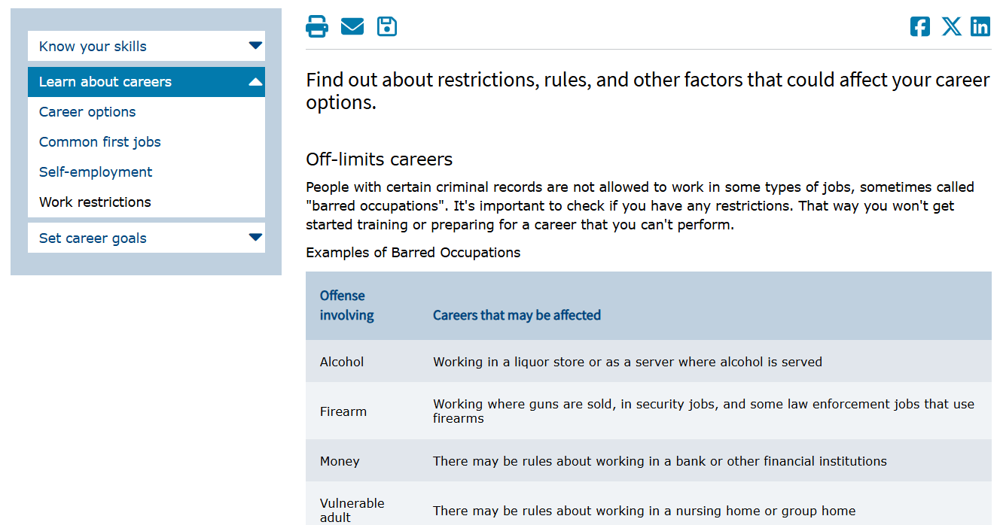 Know your skills
Learn about careers
Career options
Common first jobs
Self-employment
Work restrictions
Set career goals
Find out about restrictions, rules, and other factors that could affect your career
options.
Off-limits careers
People with certain criminal records are not allowed to work in some types of jobs, sometimes called
"barred occupations". It's important to check if you have any restrictions. That way you won't get
started training or preparing for a career that you can't perform.
Examples of Barred Occupations
Offense
involving
Careers that may be affected
Alcohol
Working in a liquor store or as a server where alcohol is served
Firearm
Working where guns are sold, in security jobs, and some law enforcement jobs that use
firearms
Money
There may be rules about working in a bank or other financial institutions
Vulnerable
adult
There may be rules about working in a nursing home or group home